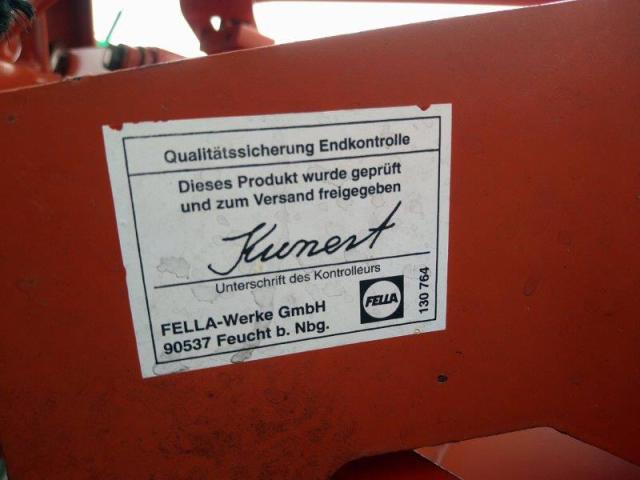 Qualitätssicherung Endkontrolle
Dieses Produkt wurde geprüft
und zum Versand freigegeben
Kunert
Unterschrift des Kontrolleurs
FELLA-Werke GmbH
90537 Feucht b. Nbg.
FELLA
130 764